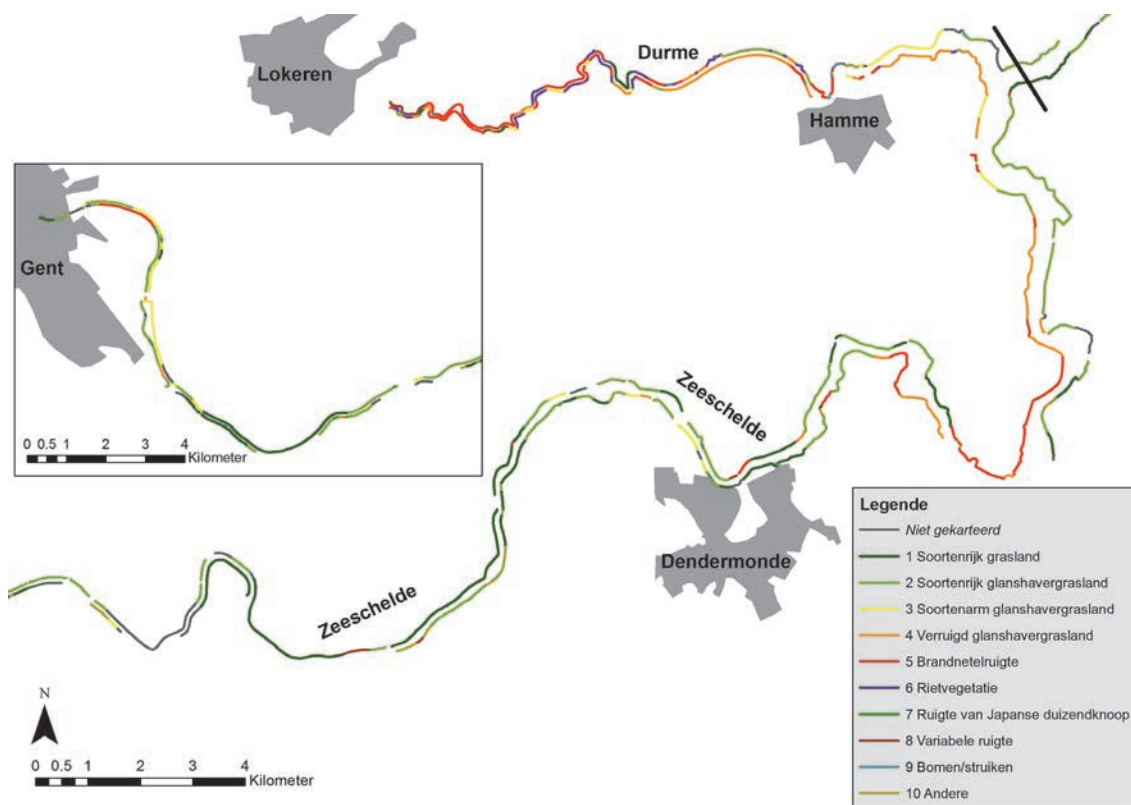 Lokeren
Durme
Hamme
Gent
0 0.5 1 2 3 4
Kilometer
Zeeschelde
Dendermonde
Zeeschelde
N
0 0.5 1 2 3 4
Kilometer
Legende
Niet gekarteerd
1 Soortenrijk grasland
2 Soortenrijk glanshavergrasland
3 Soortenarm glanshavergrasland
4 Verruigd glanshavergrasland
5 Brandnetelruigte
6 Rietvegetatie
7 Ruigte van Japanse duizendknoop
8 Variabele ruigte
9 Bomen/struiken
10 Andere